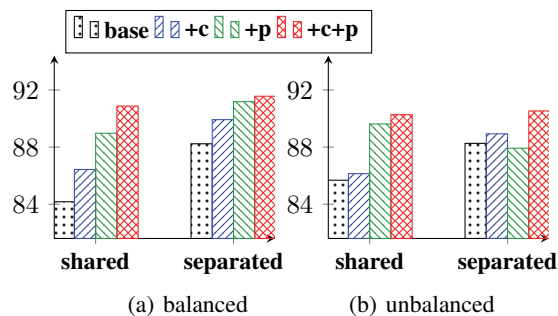 base +c +p +c+p
92
88
84
shared separated
(a) balanced
92
88
84
shared separated
(b) unbalanced